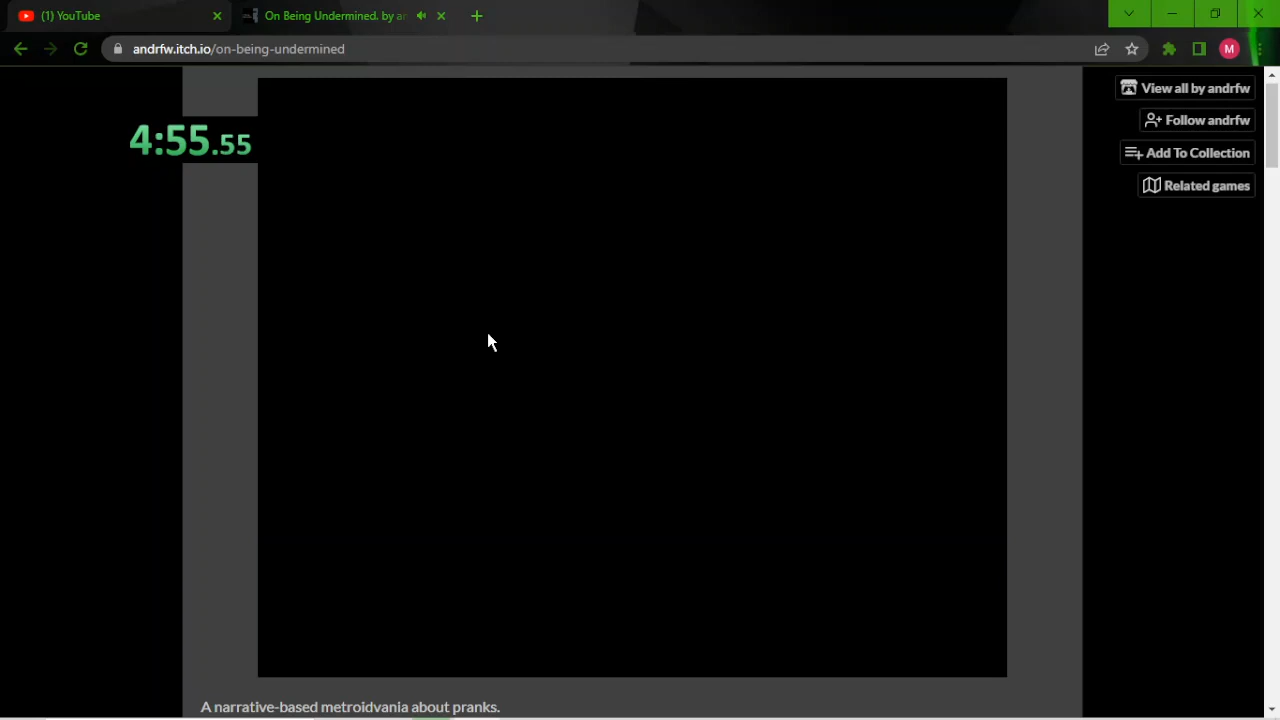 (1) YouTube
On Being Undermined. by an
andrfw.itch.io/on-being-undermined
M
View all by andrfw
Follow andrfw
4:55.55
Add To Collection
Related games
A narrative-based metroidvania about pranks.